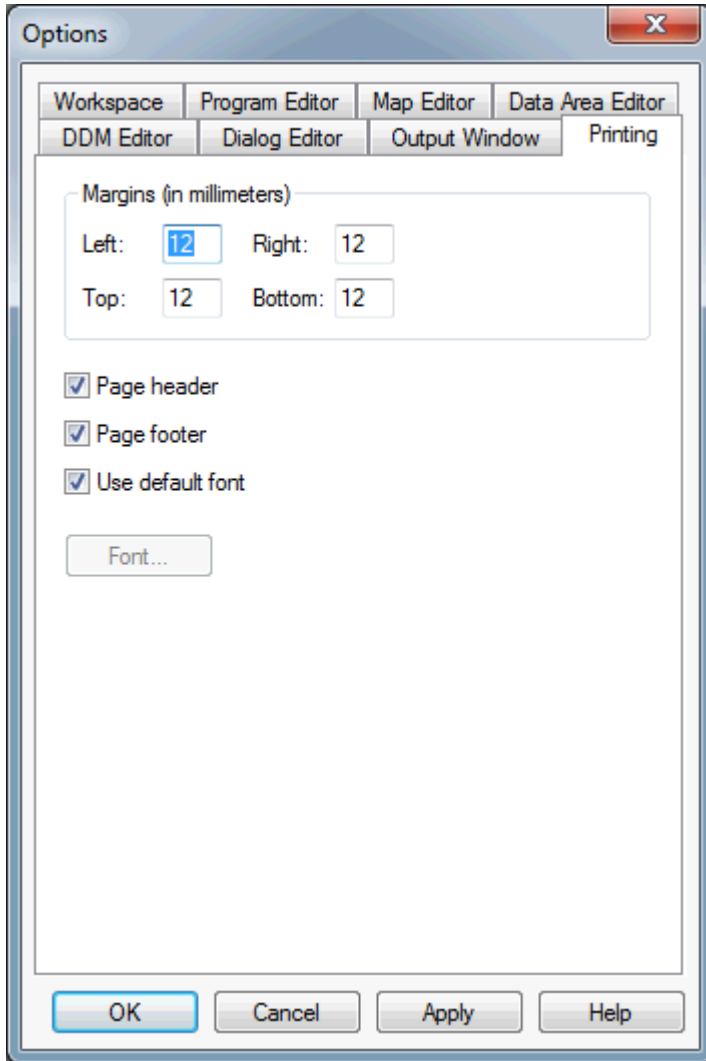 Options
Workspace Program Editor Map Editor Data Area Editor
DDM Editor Dialog Editor Output Window Printing
Margins (in millimeters)
Left: 12 Right: 12
Top: 12 Bottom: 12
Page header
Page footer
Use default font
Font...
OK Cancel Apply Help